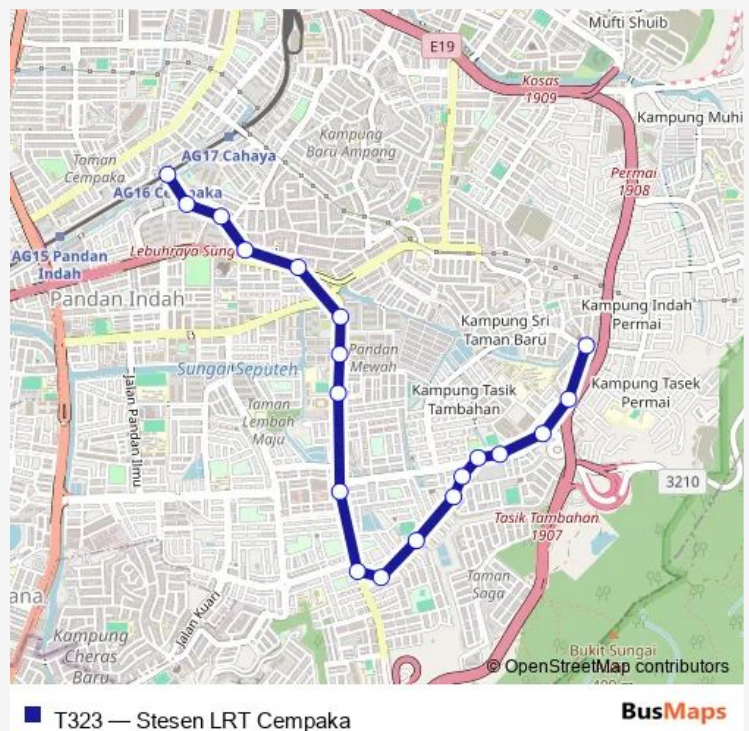 Mufti Shuib
E19
Kosas
1909
Kampung Muhi
Kampung
Baru Ampang
AG17 Cahaya
Taman
Cempaka
Permai
1908
AG16 Ce
paka
AG15 Pandan
Indah
Lebuhraya Sung
Pandan Indah
Kampung Indah
Permai
Kampung Sri
Taman Baru
Pandan
Mewah
Sungai Seputeh
Kampung Tasek
Permai
Kampung Tasik
Tambahan
Jalan Pandan Ilmu
Taman
Lembah
Maju
3210
Tasik Tambahan
1907
Taman
Saga
ana
Jalan Kuari
Kampung
Cheras
Baru
Bukit Sungai
© OpenStreetMap contributors
T323 — Stesen LRT Cempaka
BusMaps